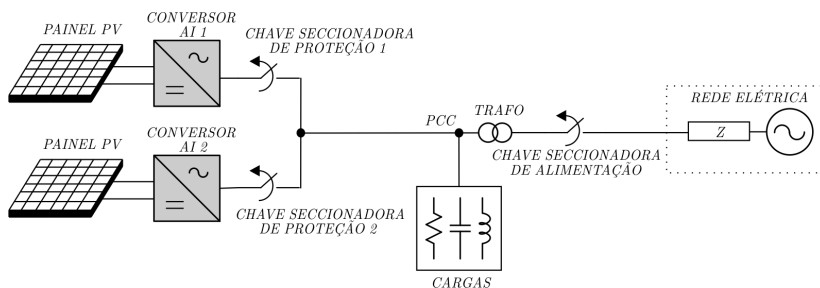 PAINEL PV
CONVERSOR
AI 1
CHAVE SECCIONADORA
DE PROTEÇÃO 1
PAINEL PV
CONVERSOR
AI 2
CHAVE SECCIONADORA
DE PROTEÇÃO 2
PCC
TRAFO
CHAVE SECCIONADORA
DE ALIMENTAÇÃO
REDE ELÉTRICA
Z
CARGAS